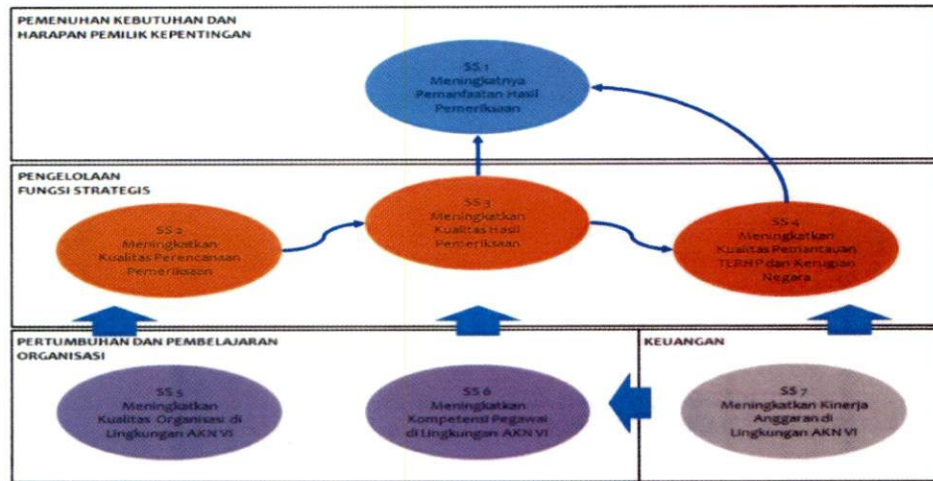 PEMENUHAN KEBUTUHAN DAN
HARAPAN PEMILIK KEPENTINGAN
SS 1
Meningkatnya
Pemanfaatan Hasil
Pemeriksaan
PENGELOLAAN
FUNGSI STRATEGIS
SS 2
Meningkatkan
Kualitas Perencanaan
Pemeriksaan
SS 3
Meningkatkan
Kualitas Hasil
Pemeriksaan
SS 4
Meningkatkan
Kualitas Pemantauan
TLRHP dan Kerugian
Negara
PERTUMBUHAN DAN PEMBELAJARAN
ORGANISASI
SS 5
Meningkatkan
Kualitas Organisasi di
Lingkungan AKN VI
SS 6
Meningkatkan
Kompetensi Pegawai
di Lingkungan AKN VI
KEUANGAN
SS 7
Meningkatkan Kinerja
Anggaran di
Lingkungan AKN VI